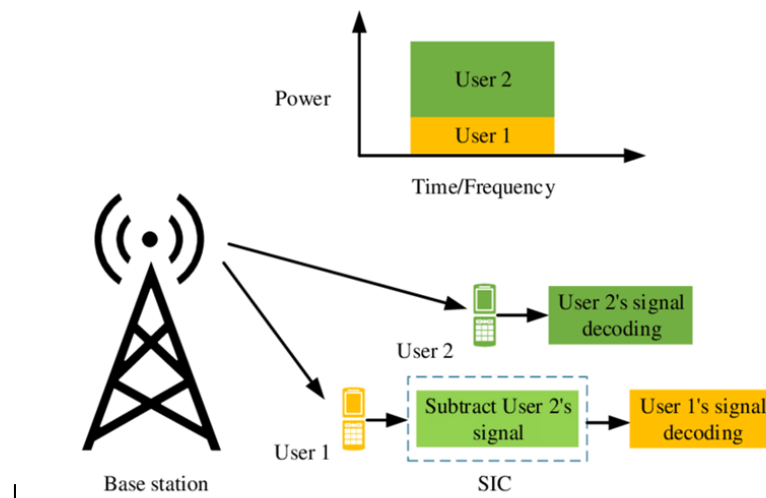 User 2
Power
User 1
Time/Frequency
User 2's signal
decoding
User 2
Subtract User 2's
signal
User 1's signal
decoding
User 1
Base station
SIC